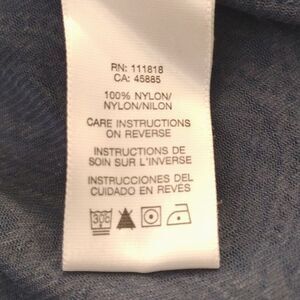 RN: 111818
CA: 45885
100% NYLON/
NYLON/NILON
CARE INSTRUCTIONS
ON REVERSE
INSTRUCTIONS DE
SOIN SUR L'INVERSE
INSTRUCCIONES DEL
CUIDADO EN REVÉS